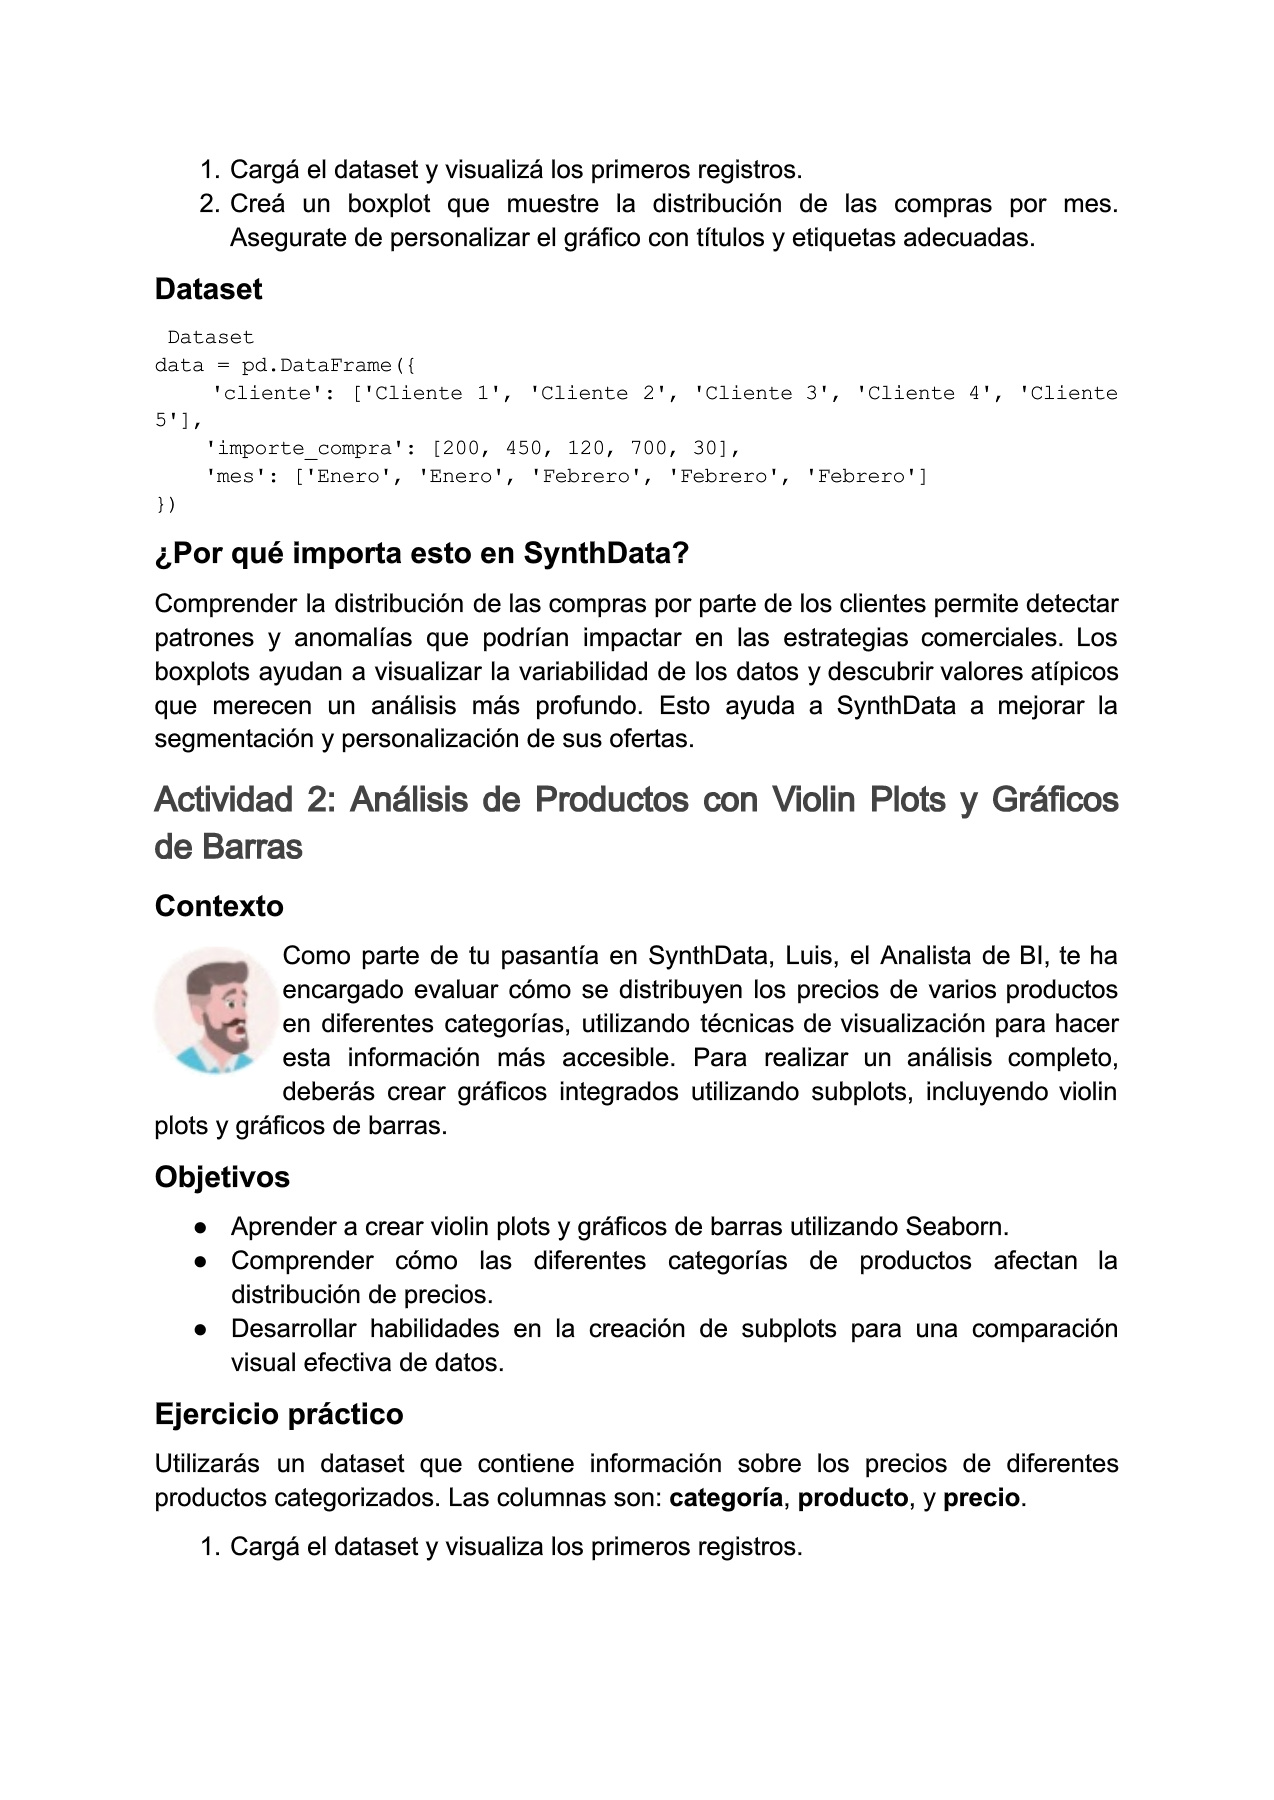 1. Cargá el dataset y visualizá los primeros registros.
2. Creá un boxplot que muestre la distribución de las compras por mes.
Asegurate de personalizar el gráfico con títulos y etiquetas adecuadas.
Dataset
Dataset
data = pd.DataFrame({
'cliente': ['Cliente 1', 'Cliente 2', 'Cliente 3', 'Cliente 4', 'Cliente
5'],
'importe_compra': [200, 450, 120, 700, 30],
'mes': ['Enero', 'Enero', 'Febrero', 'Febrero', 'Febrero']
})
¿Por qué importa esto en SynthData?
Comprender la distribución de las compras por parte de los clientes permite detectar
patrones y anomalías que podrían impactar en las estrategias comerciales. Los
boxplots ayudan a visualizar la variabilidad de los datos y descubrir valores atípicos
que merecen un análisis más profundo. Esto ayuda a SynthData a mejorar la
segmentación y personalización de sus ofertas.
Actividad 2: Análisis de Productos con Violin Plots y Gráficos
de Barras
Contexto
Como parte de tu pasantía en SynthData, Luis, el Analista de BI, te ha
encargado evaluar cómo se distribuyen los precios de varios productos
en diferentes categorías, utilizando técnicas de visualización para hacer
esta información más accesible. Para realizar un análisis completo,
deberás crear gráficos integrados utilizando subplots, incluyendo violin
plots y gráficos de barras.
Objetivos
● Aprender a crear violin plots y gráficos de barras utilizando Seaborn.
● Comprender cómo las diferentes categorías de productos afectan la
distribución de precios.
● Desarrollar habilidades en la creación de subplots para una comparación
visual efectiva de datos.
Ejercicio práctico
Utilizarás un dataset que contiene información sobre los precios de diferentes
productos categorizados. Las columnas son: categoría, producto, y precio.
1. Cargá el dataset y visualiza los primeros registros.